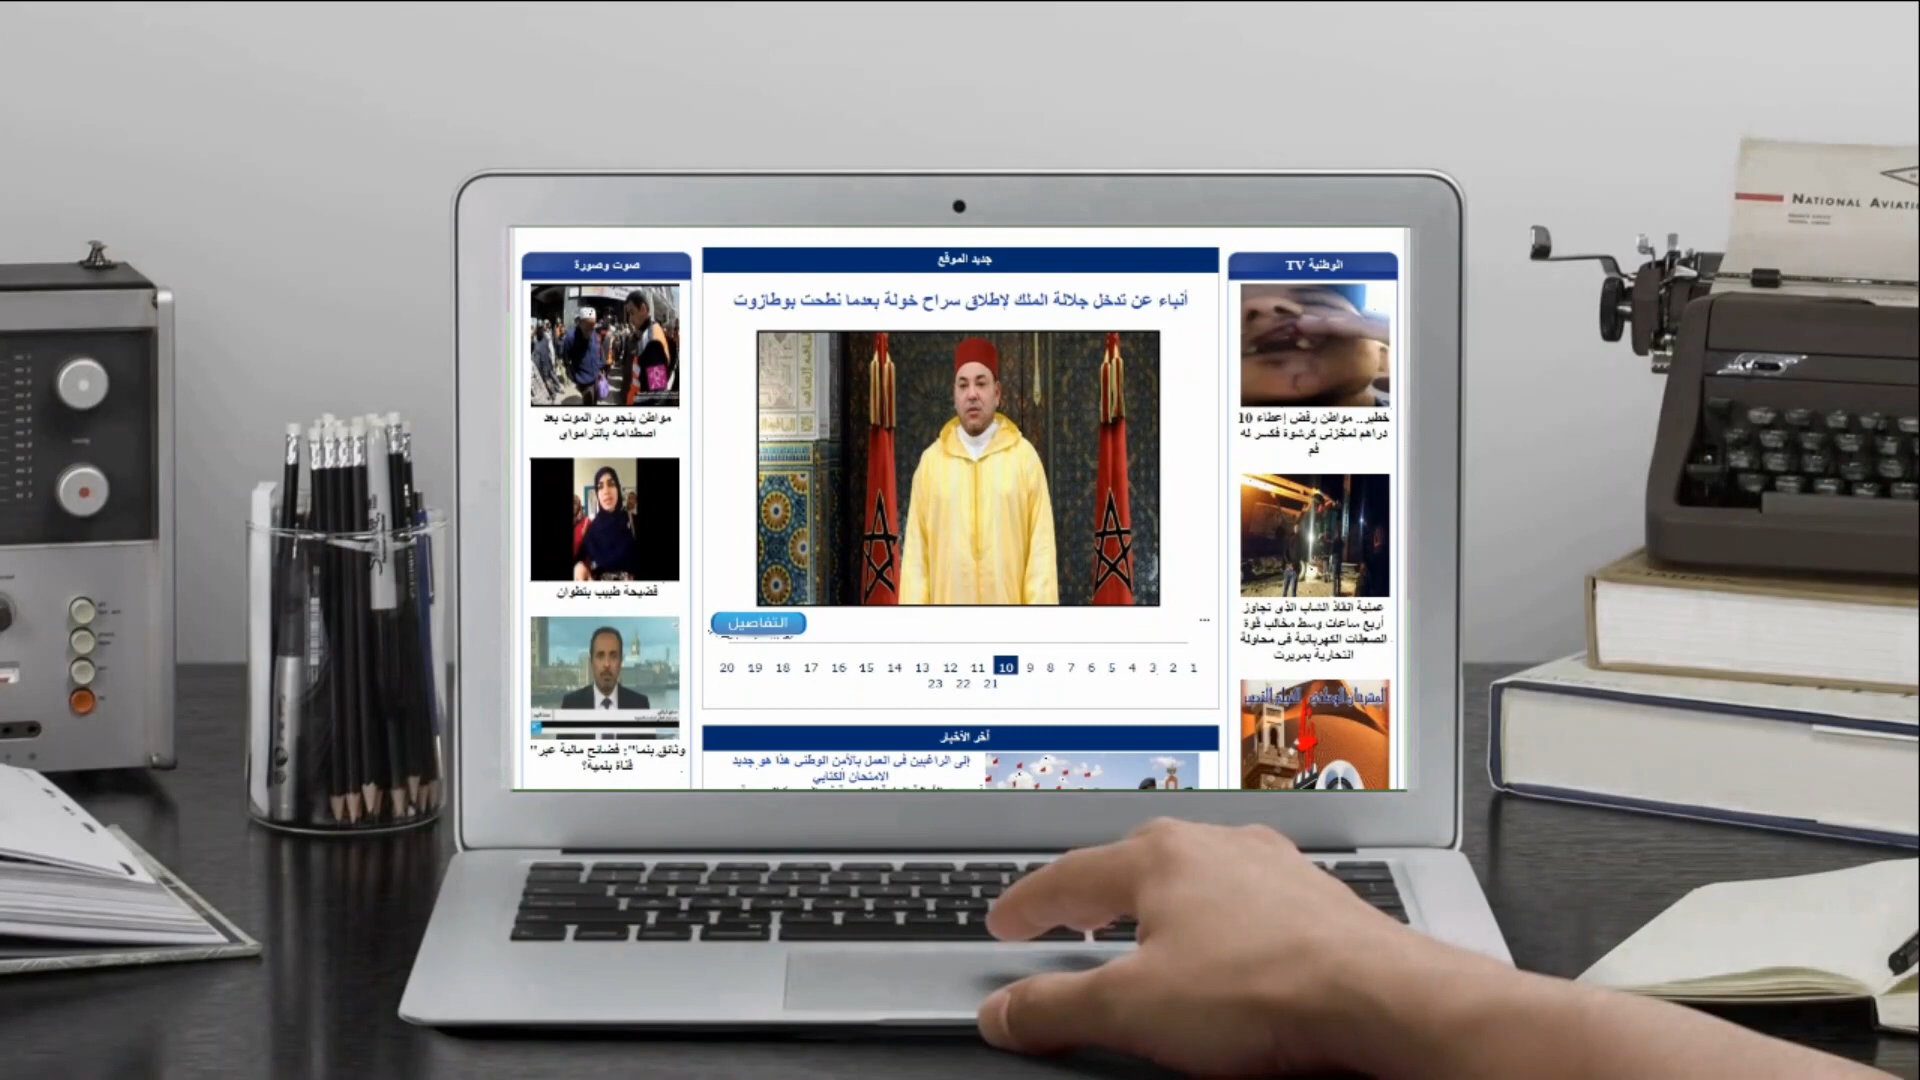 الوطنية TV
خطير... مواطن رفض إعطاء 10
دراهم لمخزني كرشوة فكسر له
فم
عملية انقاذ الشاب الذي تجاوز
أربع ساعات وسط مخالب قوة
الصعقات الكهربائية في محاولة
انتحارية بمريرت
جديد الموقع
أنباء عن تدخل جلالة الملك لإطلاق سراح خولة بعدما نطحت بوطازوت
...
التفاصيل
1 2 3 4 5 6 7 8 9 10 11 12 13 14 15 16 17 18 19 20
21 22 23
آخر الأخبار
إلى الراغبين في العمل بالأمن الوطني هذا هو جديد
الامتحان الكتابي
صوت وصورة
مواطن ينجو من الموت بعد
اصطدامه بالترامواي
فضيحة طبيب بتطوان
وثائق بنما": فضائح مالية عبر"
قناة بنمية؟
NATIONAL AVIATI